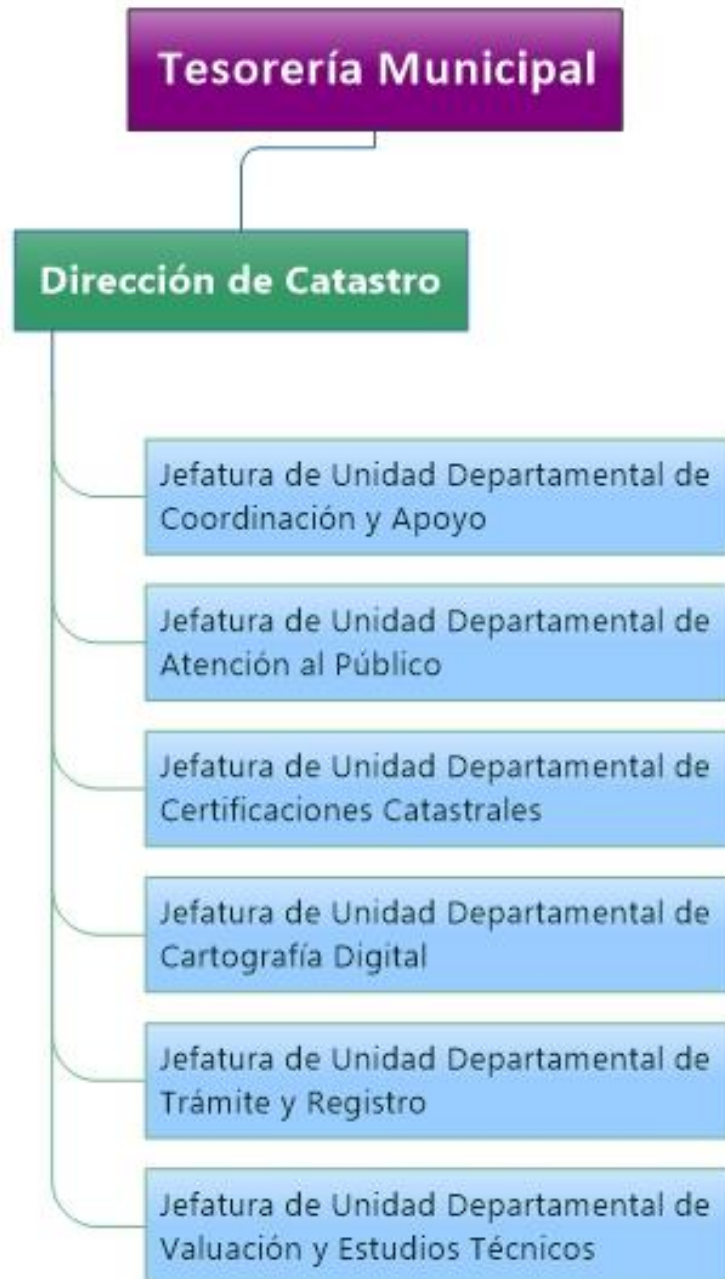 Tesorería Municipal
Dirección de Catastro
Jefatura de Unidad Departamental de
Coordinación y Apoyo
Jefatura de Unidad Departamental de
Atención al Público
Jefatura de Unidad Departamental de
Certificaciones Catastrales
Jefatura de Unidad Departamental de
Cartografía Digital
Jefatura de Unidad Departamental de
Trámite y Registro
Jefatura de Unidad Departamental de
Valuación y Estudios Técnicos